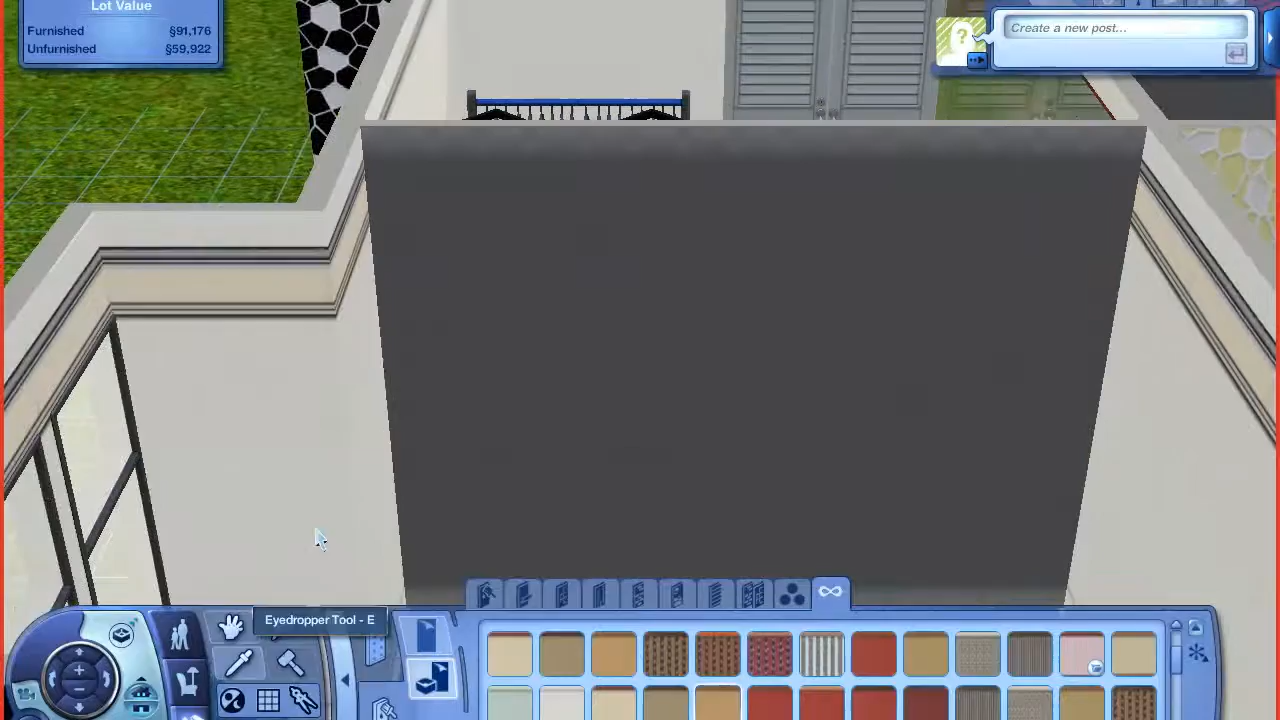 Lot Value
Furnished §91,176
Unfurnished §59,922
Create a new post...
Eyedropper Tool - E